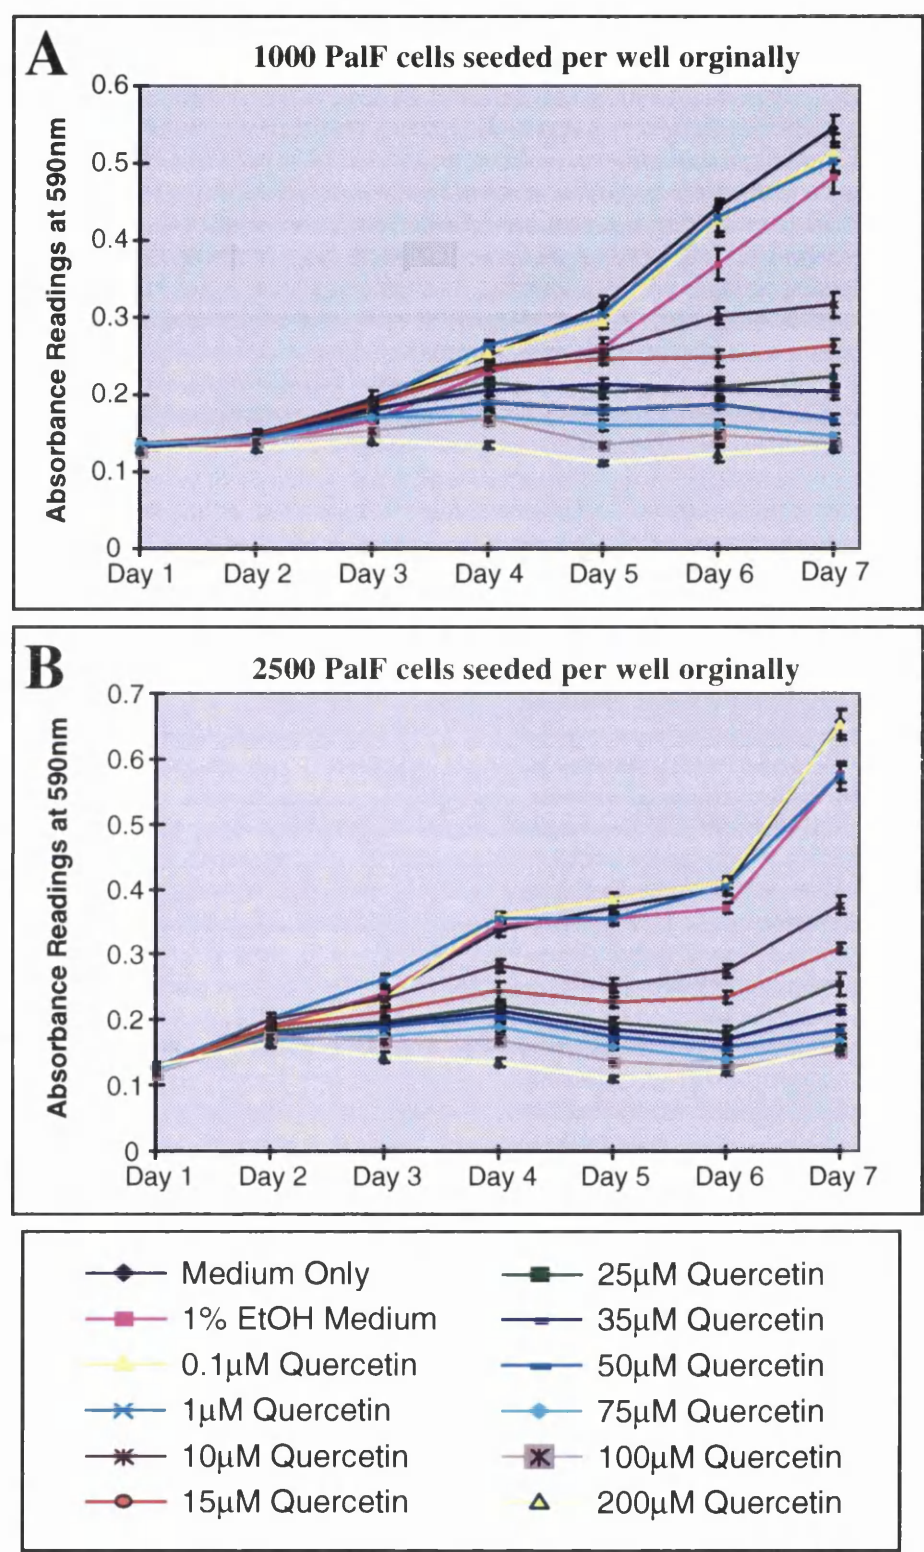 A
1000 PalF cells seeded per well orginally
Absorbance Readings at 590nm
0.6
0.5
0.4
0.3
0.2
0.1
0
Day 1 Day 2 Day 3 Day 4 Day 5 Day 6 Day 7
B
2500 PalF cells seeded per well orginally
Absorbance Readings at 590nm
0.7
0.6
0.5
0.4
0.3
0.2
0.1
0
Day 1 Day 2 Day 3 Day 4 Day 5 Day 6 Day 7
Medium Only
1% EtOH Medium
0.1µM Quercetin
1µM Quercetin
10µM Quercetin
15µM Quercetin
25µM Quercetin
35µM Quercetin
50µM Quercetin
75µM Quercetin
100µM Quercetin
200µM Quercetin